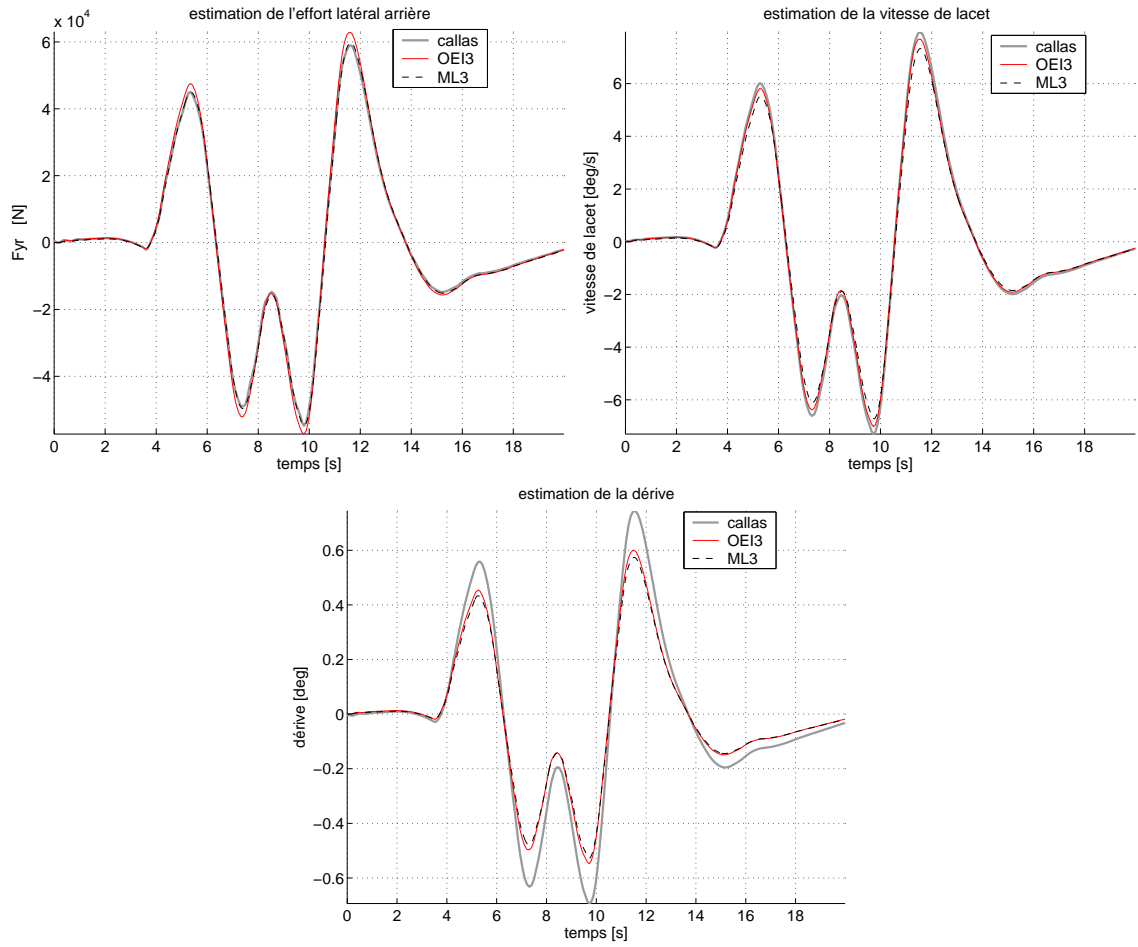 estimation de l'effort latéral arrière
x 10⁴
6
4
2
0
−2
−4
Fyr [N]
0 2 4 6 8 10 12 14 16 18
temps [s]
callas
OEI3
ML3
estimation de la vitesse de lacet
6
4
2
0
−2
−4
−6
vitesse de lacet [deg/s]
0 2 4 6 8 10 12 14 16 18
temps [s]
callas
OEI3
ML3
estimation de la dérive
0.6
0.4
0.2
0
−0.2
−0.4
−0.6
dérive [deg]
0 2 4 6 8 10 12 14 16 18
temps [s]
callas
OEI3
ML3